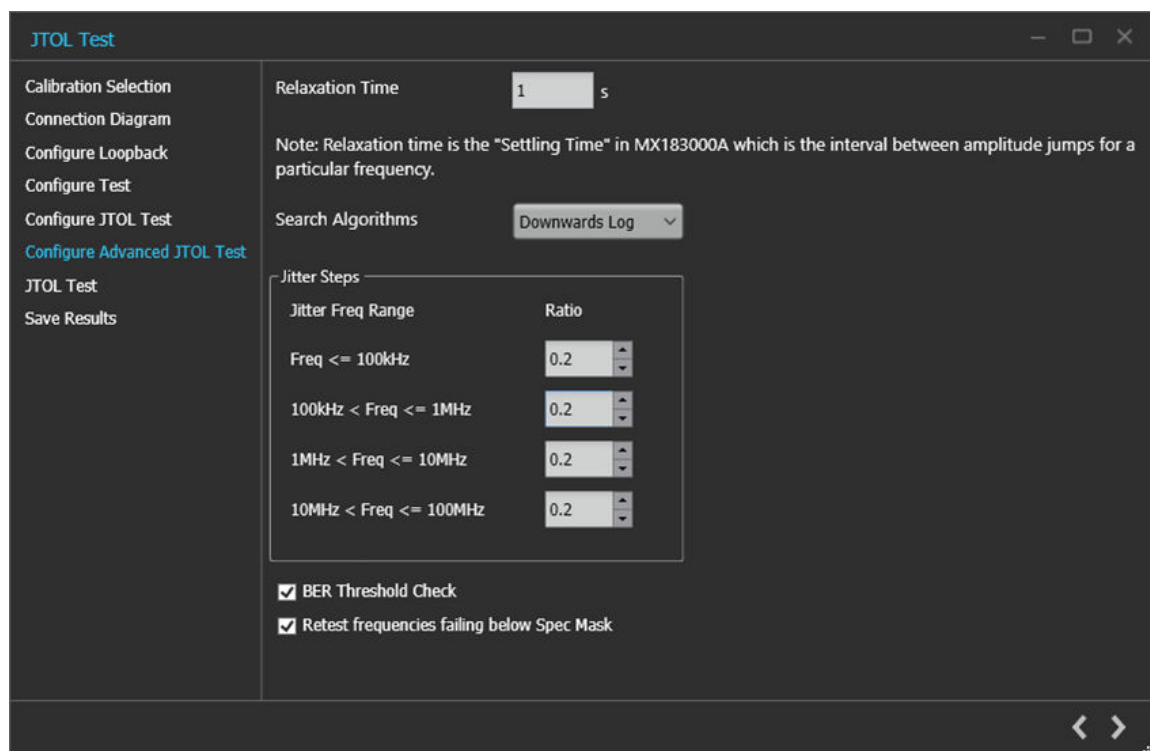 JTOL Test
Calibration Selection
Connection Diagram
Configure Loopback
Configure Test
Configure JTOL Test
Configure Advanced JTOL Test
JTOL Test
Save Results
Relaxation Time 1 s
Note: Relaxation time is the "Settling Time" in MX183000A which is the interval between amplitude jumps for a
particular frequency.
Search Algorithms Downwards Log
Jitter Steps
Jitter Freq Range Ratio
Freq <= 100kHz 0.2
100kHz < Freq <= 1MHz 0.2
1MHz < Freq <= 10MHz 0.2
10MHz < Freq <= 100MHz 0.2
BER Threshold Check
Retest frequencies failing below Spec Mask